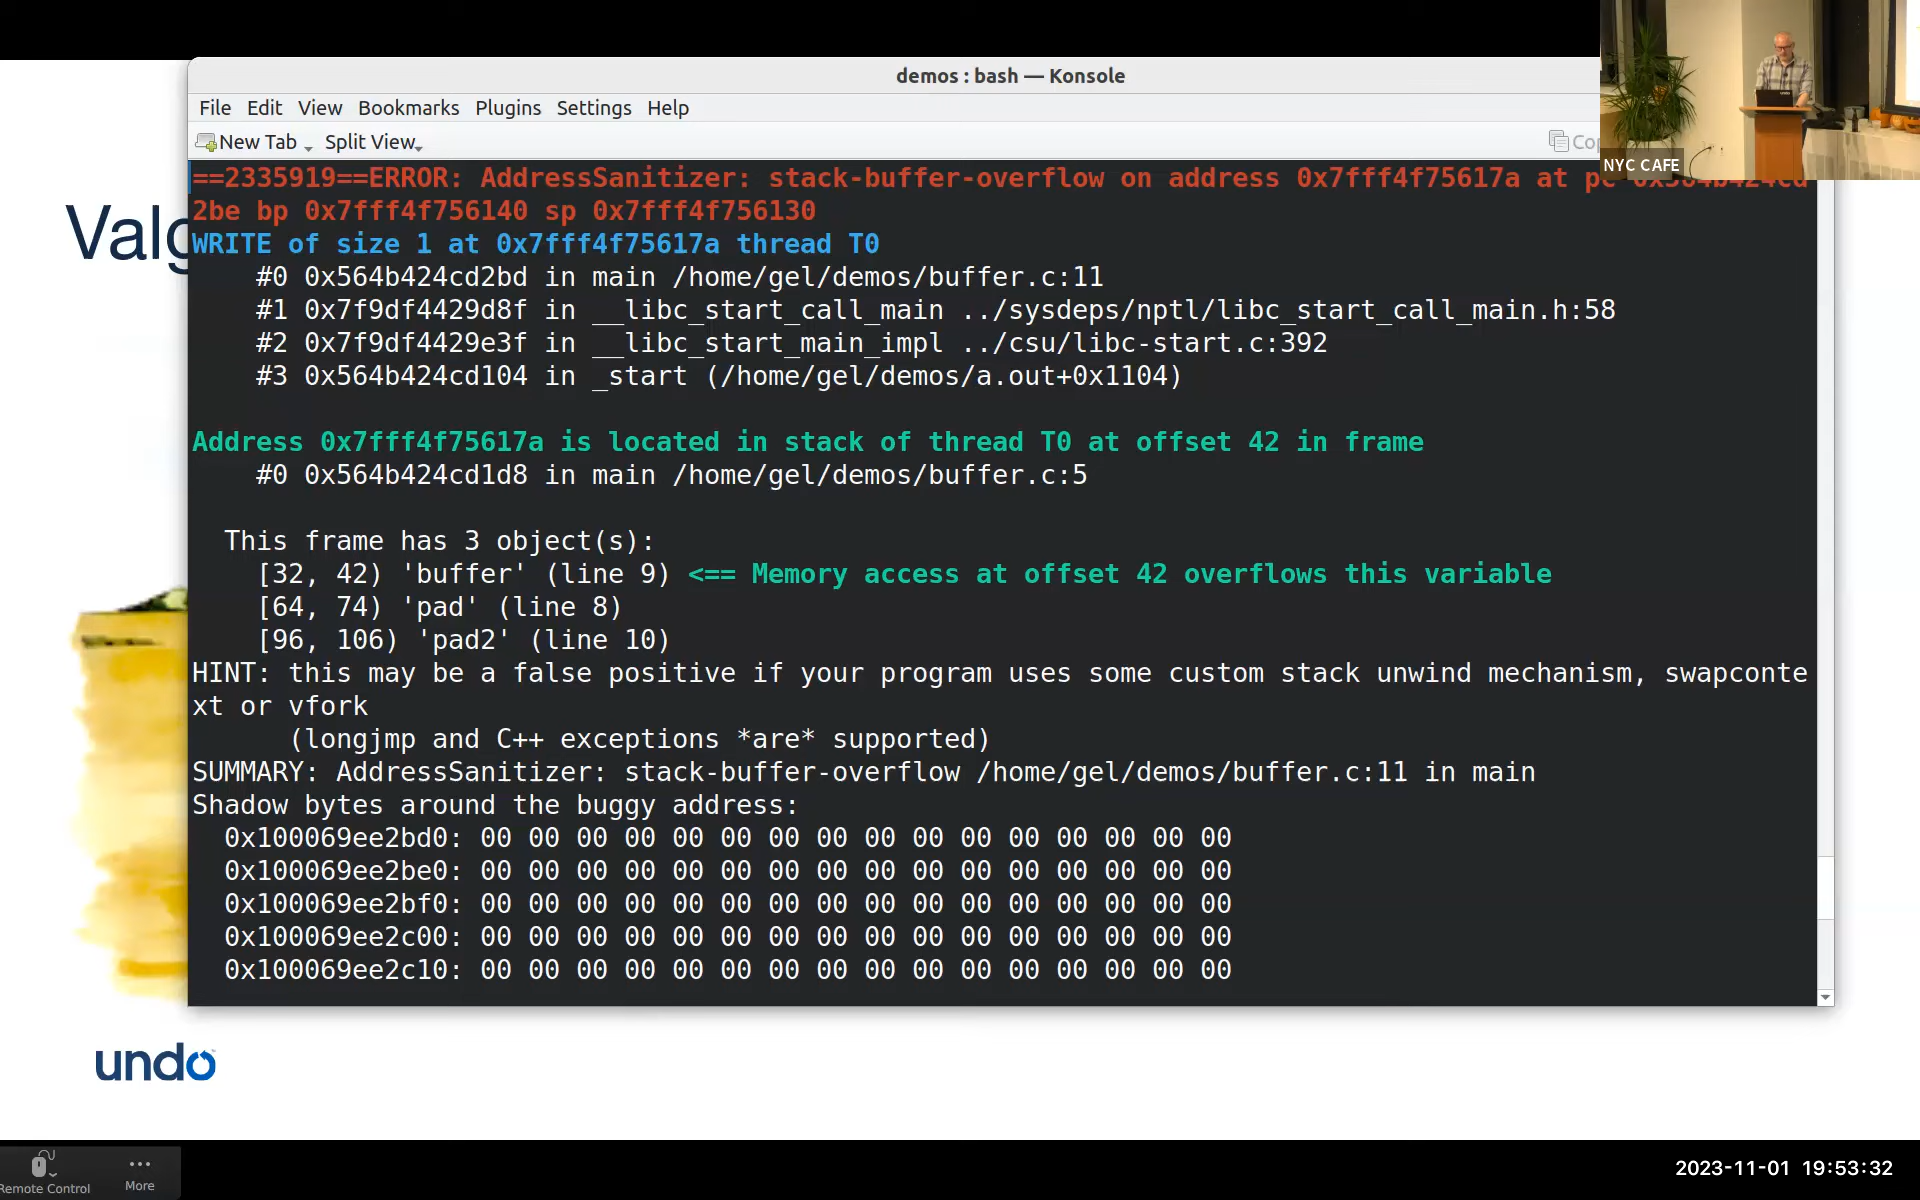 demos : bash — Konsole
File Edit View Bookmarks Plugins Settings Help
New Tab Split View
NYC CAFE
Valg
==2335919==ERROR: AddressSanitizer: stack-buffer-overflow on address 0x7fff4f75617a at
2be bp 0x7fff4f756140 sp 0x7fff4f756130
WRITE of size 1 at 0x7fff4f75617a thread T0
#0 0x564b424cd2bd in main /home/gel/demos/buffer.c:11
#1 0x7f9df4429d8f in __libc_start_call_main ../sysdeps/nptl/libc_start_call_main.h:58
#2 0x7f9df4429e3f in __libc_start_main_impl ../csu/libc-start.c:392
#3 0x564b424cd104 in _start (/home/gel/demos/a.out+0x1104)
Address 0x7fff4f75617a is located in stack of thread T0 at offset 42 in frame
#0 0x564b424cd1d8 in main /home/gel/demos/buffer.c:5
This frame has 3 object(s):
[32, 42) 'buffer' (line 9) <== Memory access at offset 42 overflows this variable
[64, 74) 'pad' (line 8)
[96, 106) 'pad2' (line 10)
HINT: this may be a false positive if your program uses some custom stack unwind mechanism, swapconte
xt or vfork
(longjmp and C++ exceptions *are* supported)
SUMMARY: AddressSanitizer: stack-buffer-overflow /home/gel/demos/buffer.c:11 in main
Shadow bytes around the buggy address:
0x100069ee2bd0: 00 00 00 00 00 00 00 00 00 00 00 00 00 00 00 00
0x100069ee2be0: 00 00 00 00 00 00 00 00 00 00 00 00 00 00 00 00
0x100069ee2bf0: 00 00 00 00 00 00 00 00 00 00 00 00 00 00 00 00
0x100069ee2c00: 00 00 00 00 00 00 00 00 00 00 00 00 00 00 00 00
0x100069ee2c10: 00 00 00 00 00 00 00 00 00 00 00 00 00 00 00 00
undo
Remote Control
More
2023-11-01 19:53:32